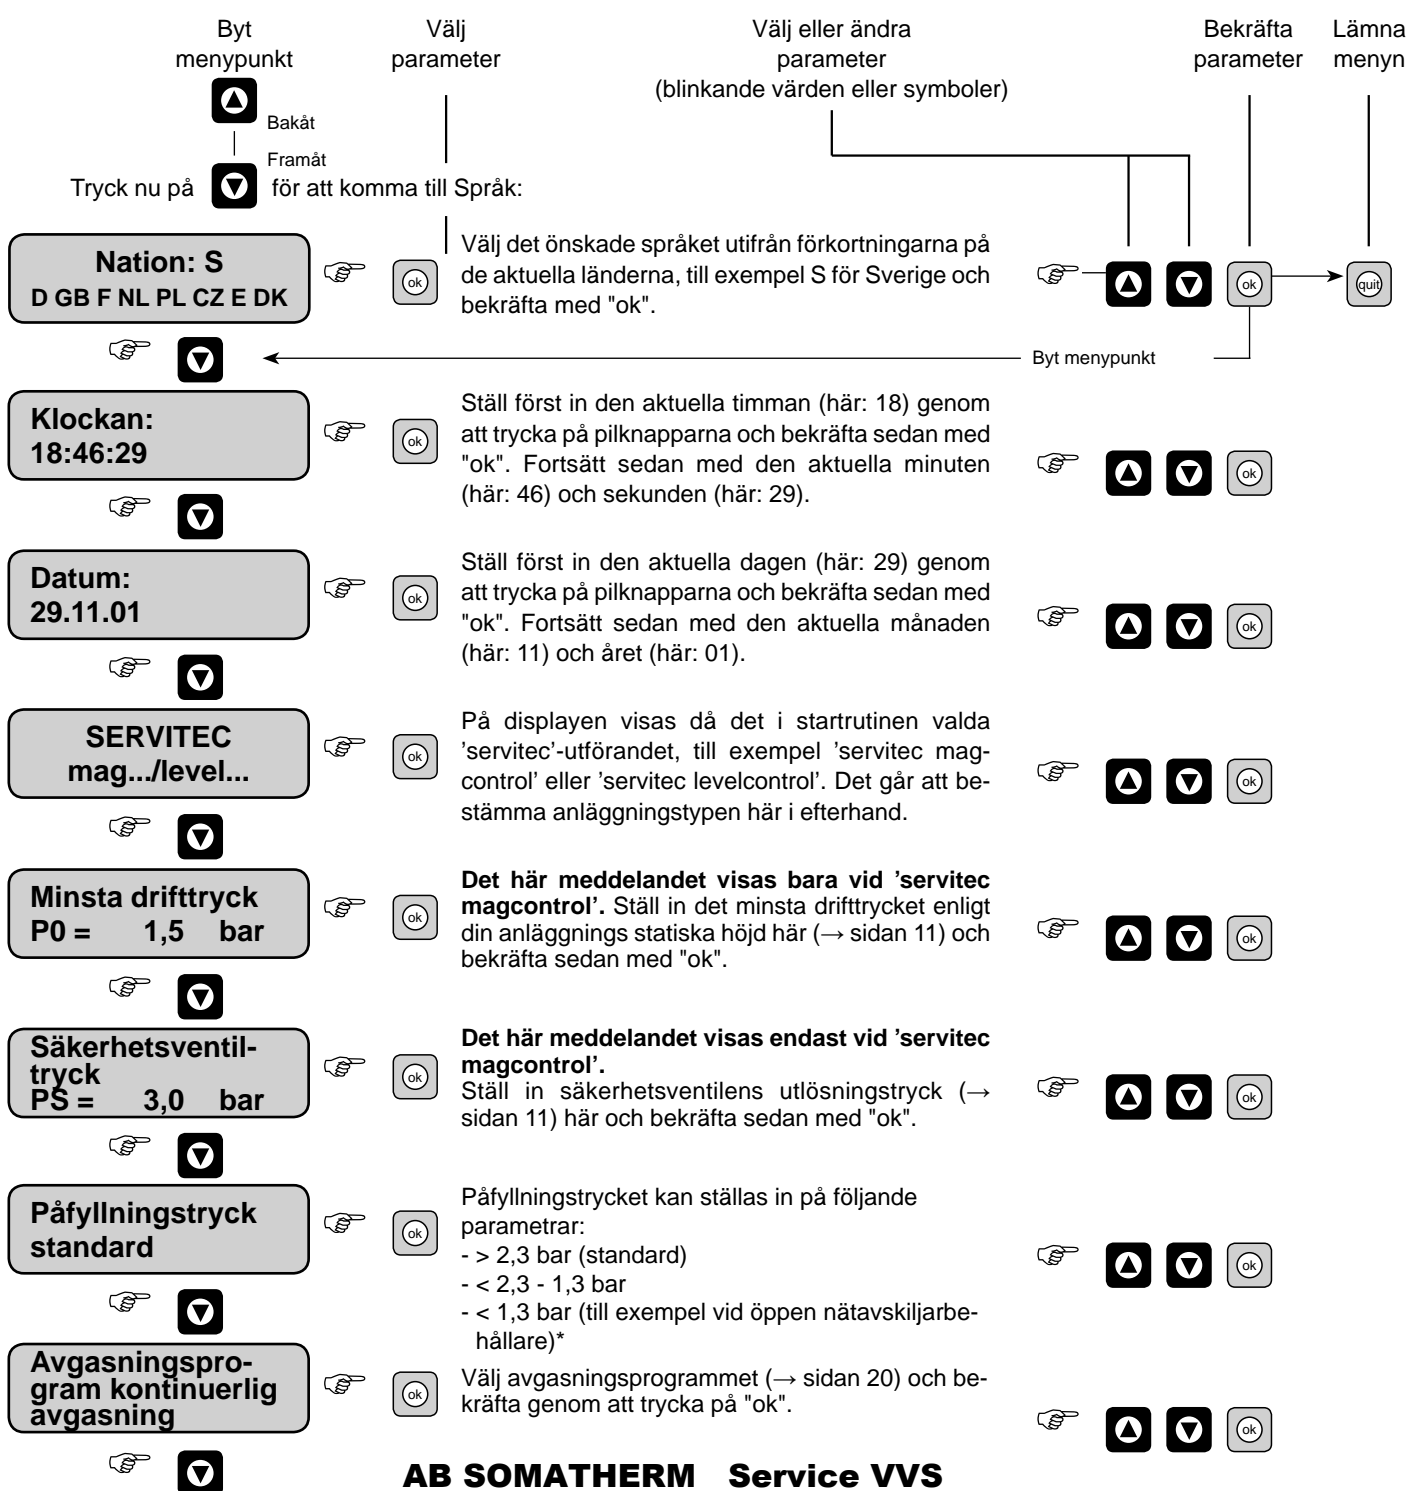 Byt
menypunkt
Välj
parameter
Välj eller ändra
parameter
(blinkande värden eller symboler)
Bekräfta
parameter
Lämna
menyn
Bakåt
Framåt
Tryck nu på för att komma till Språk:
Nation: S
D GB F NL PL CZ E DK
ok
Välj det önskade språket utifrån förkortningarna på
de aktuella länderna, till exempel S för Sverige och
bekräfta med "ok".
ok
quit
Byt menypunkt
Klockan:
18:46:29
ok
Ställ först in den aktuella timman (här: 18) genom
att trycka på pilknapparna och bekräfta sedan med
"ok". Fortsätt sedan med den aktuella minuten
(här: 46) och sekunden (här: 29).
ok
Datum:
29.11.01
ok
Ställ först in den aktuella dagen (här: 29) genom
att trycka på pilknapparna och bekräfta sedan med
"ok". Fortsätt sedan med den aktuella månaden
(här: 11) och året (här: 01).
ok
SERVITEC
mag.../level...
ok
På displayen visas då det i startrutinen valda
’servitec’-utförandet, till exempel ’servitec mag-
control’ eller ’servitec levelcontrol’. Det går att be-
stämma anläggningstypen här i efterhand.
ok
Minsta drifttryck
P0 = 1,5 bar
ok
Det här meddelandet visas bara vid ’servitec
magcontrol’. Ställ in det minsta drifttrycket enligt
din anläggnings statiska höjd här (→ sidan 11) och
bekräfta sedan med "ok".
ok
Säkerhetsventil-
tryck
PS = 3,0 bar
ok
Det här meddelandet visas endast vid ’servitec
magcontrol’.
Ställ in säkerhetsventilens utlösningstryck (→
sidan 11) här och bekräfta sedan med "ok".
ok
Påfyllningstryck
standard
ok
Påfyllningstrycket kan ställas in på följande
parametrar:
- > 2,3 bar (standard)
- < 2,3 - 1,3 bar
- < 1,3 bar (till exempel vid öppen nätavskiljarbe-
hållare)*
ok
Avgasningspro-
gram kontinuerlig
avgasning
ok
Välj avgasningsprogrammet (→ sidan 20) och be-
kräfta genom att trycka på "ok".
ok
AB SOMATHERM Service VVS